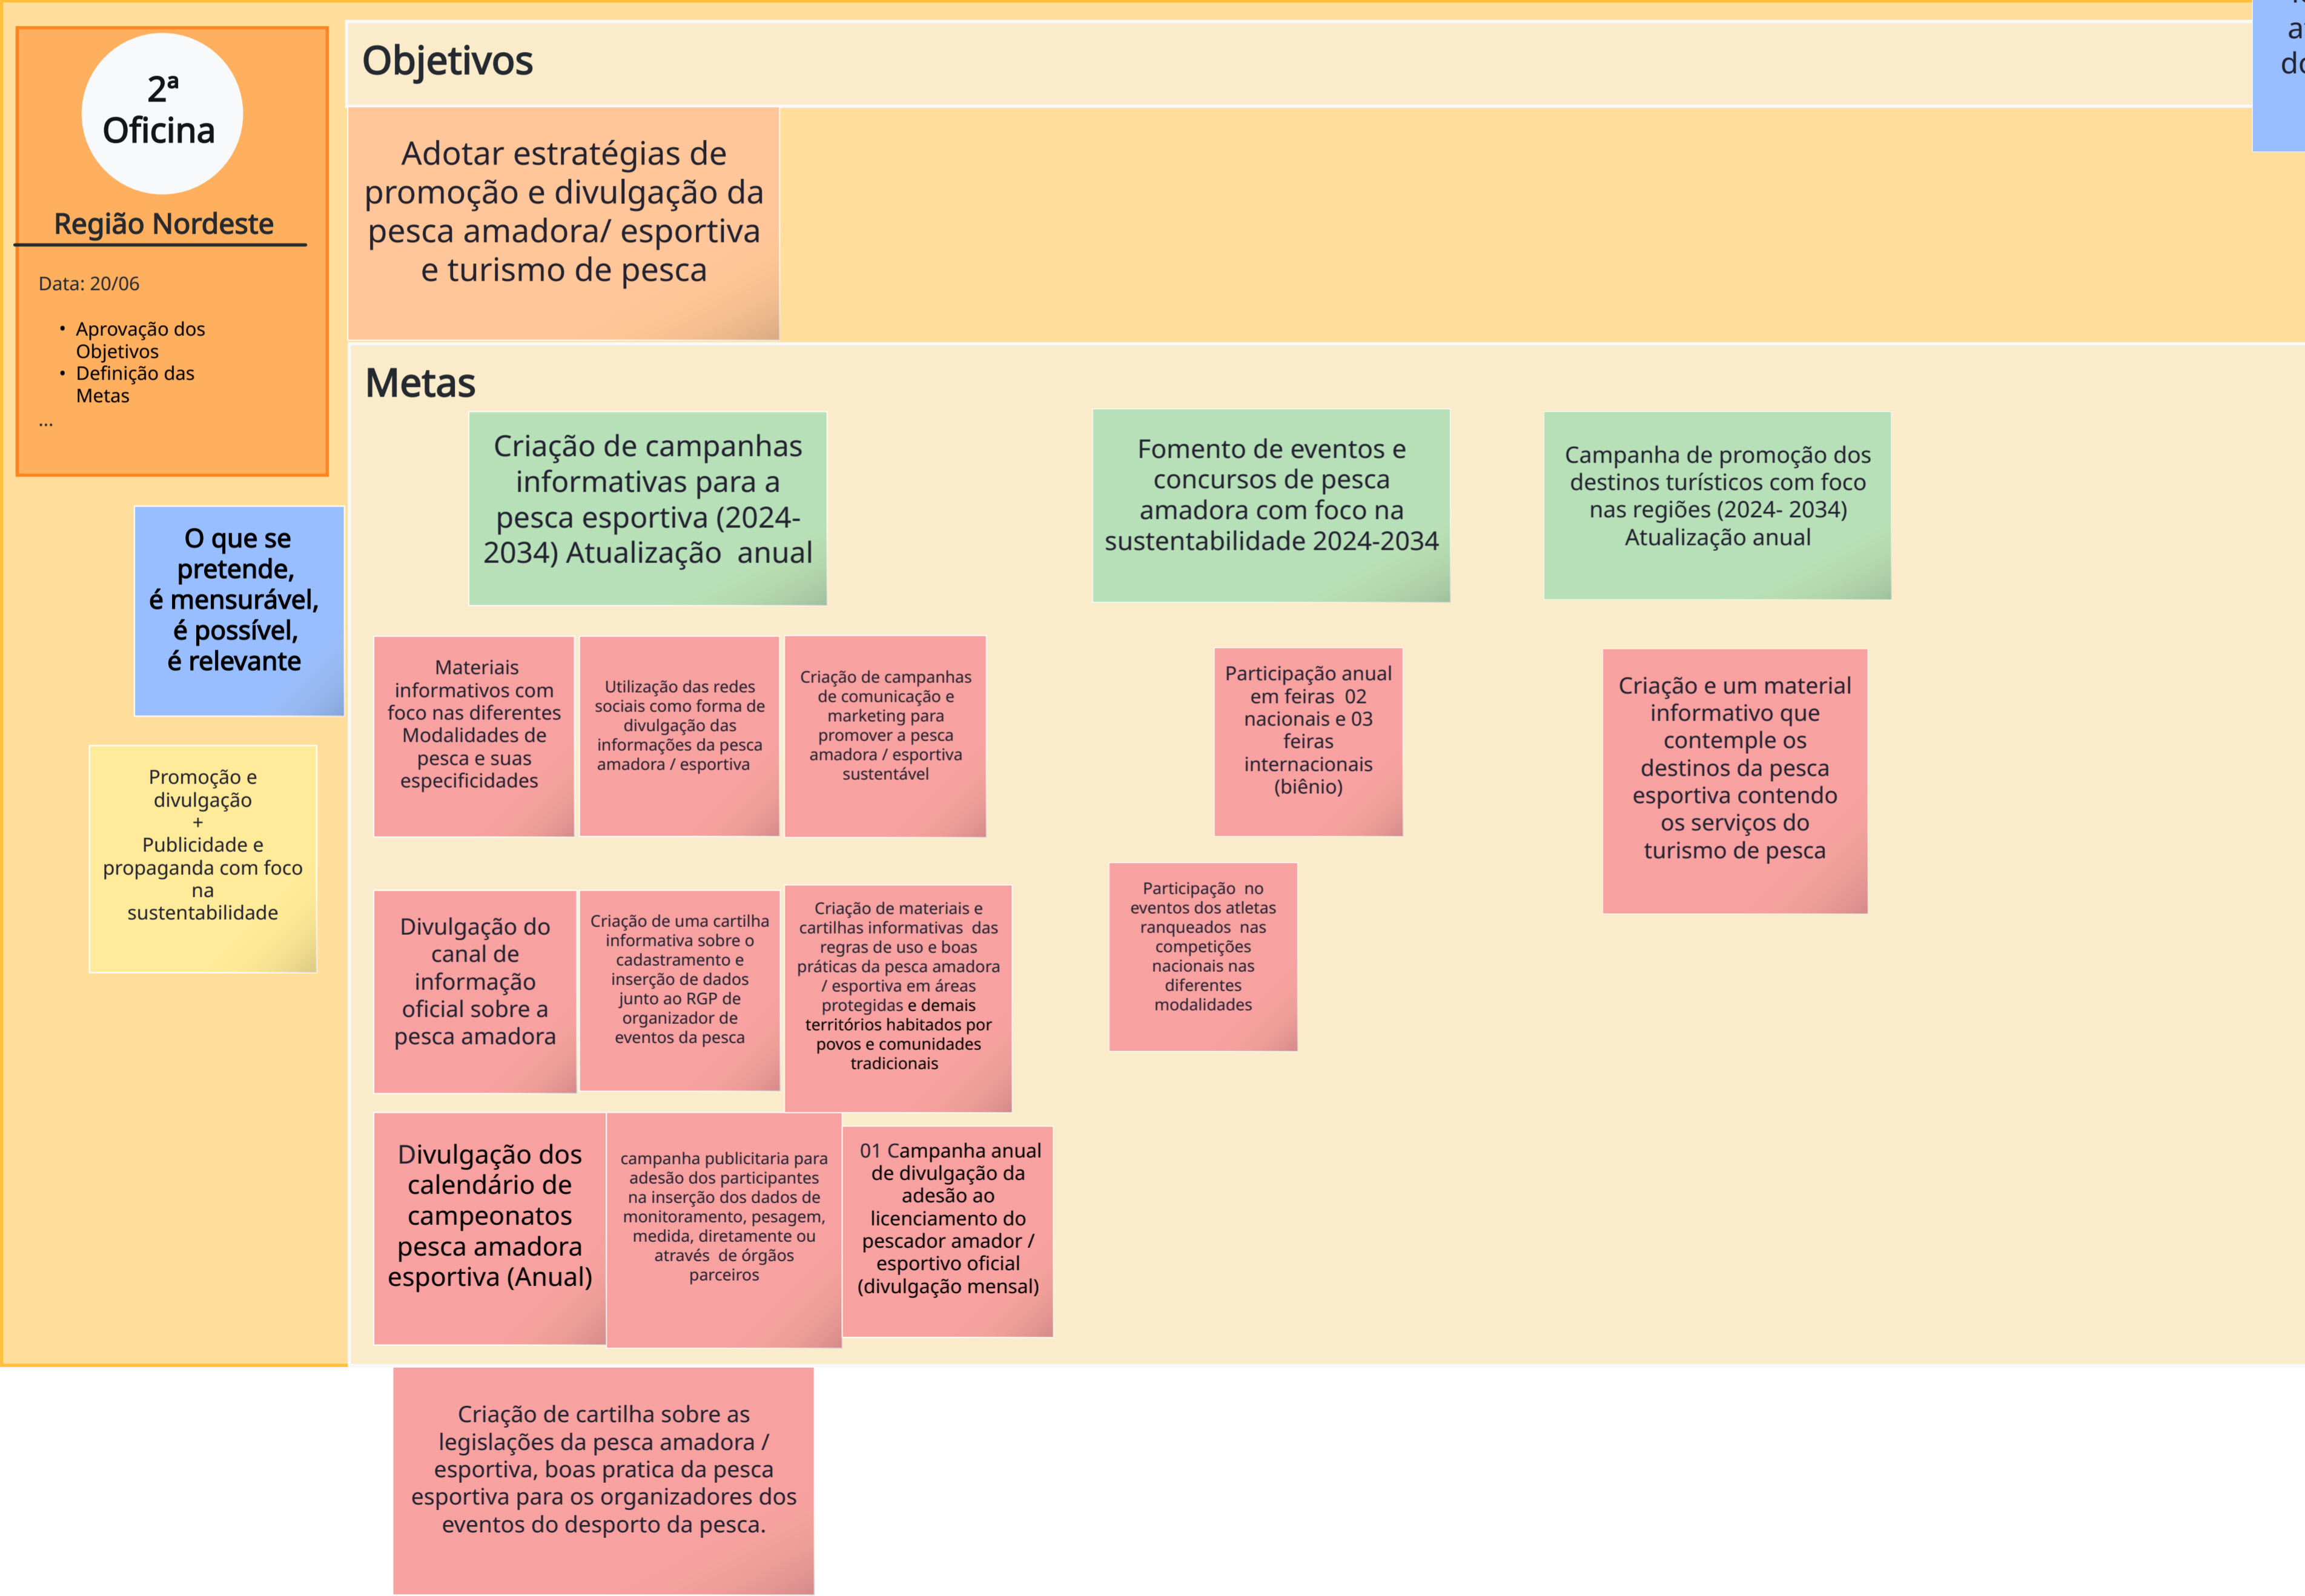 2ª
Oficina
Região Nordeste
Data: 20/06
• Aprovação dos
Objetivos
• Definição das
Metas
...
O que se
pretende,
é mensurável,
é possível,
é relevante
Promoção e
divulgação
+
Publicidade e
propaganda com foco
na
sustentabilidade
Objetivos
Adotar estratégias de
promoção e divulgação da
pesca amadora/ esportiva
e turismo de pesca
Metas
Criação de campanhas
informativas para a
pesca esportiva (2024-
2034) Atualização  anual
Fomento de eventos e
concursos de pesca
amadora com foco na
sustentabilidade 2024-2034
Campanha de promoção dos
destinos turísticos com foco
nas regiões (2024- 2034)
Atualização anual
Materiais
informativos com
foco nas diferentes
Modalidades de
pesca e suas
especificidades
Utilização das redes
sociais como forma de
divulgação das
informações da pesca
amadora / esportiva
Criação de campanhas
de comunicação e
marketing para
promover a pesca
amadora / esportiva
sustentável
Participação anual
em feiras  02
nacionais e 03
feiras
internacionais
(biênio)
Criação e um material
informativo que
contemple os
destinos da pesca
esportiva contendo
os serviços do
turismo de pesca
Divulgação do
canal de
informação
oficial sobre a
pesca amadora
Criação de uma cartilha
informativa sobre o
cadastramento e
inserção de dados
junto ao RGP de
organizador de
eventos da pesca
Criação de materiais e
cartilhas informativas  das
regras de uso e boas
práticas da pesca amadora
/ esportiva em áreas
protegidas e demais
territórios habitados por
povos e comunidades
tradicionais
Participação  no
eventos dos atletas
ranqueados  nas
competições
nacionais nas
diferentes
modalidades
Divulgação dos
calendário de
campeonatos
pesca amadora
esportiva (Anual)
campanha publicitaria para
adesão dos participantes
na inserção dos dados de
monitoramento, pesagem,
medida, diretamente ou
através  de órgãos
parceiros
01 Campanha anual
de divulgação da
adesão ao
licenciamento do
pescador amador /
esportivo oficial
(divulgação mensal)
Criação de cartilha sobre as
legislações da pesca amadora /
esportiva, boas pratica da pesca
esportiva para os organizadores dos
eventos do desporto da pesca.